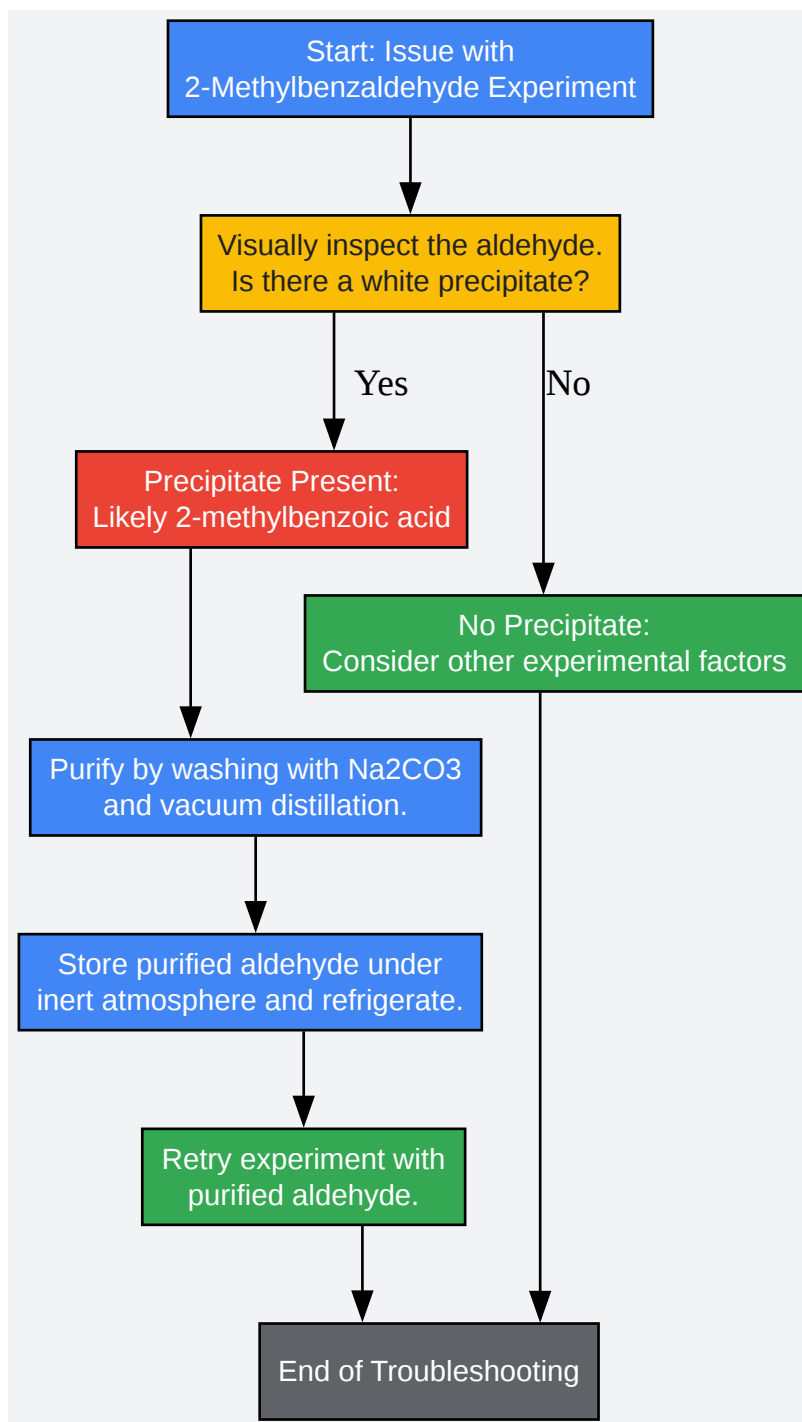 Start: Issue with
2-Methylbenzaldehyde Experiment
Visually inspect the aldehyde.
Is there a white precipitate?
Yes
No
Precipitate Present:
Likely 2-methylbenzoic acid
No Precipitate:
Consider other experimental factors
Purify by washing with Na2CO3
and vacuum distillation.
Store purified aldehyde under
inert atmosphere and refrigerate.
Retry experiment with
purified aldehyde.
End of Troubleshooting